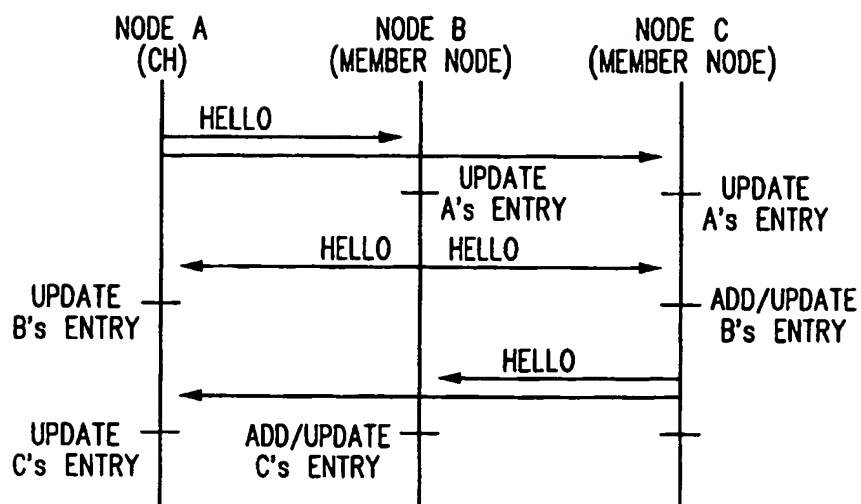 NODE A
(CH)
NODE B
(MEMBER NODE)
NODE C
(MEMBER NODE)
HELLO
UPDATE
A's ENTRY
UPDATE
A's ENTRY
HELLO
HELLO
UPDATE
B's ENTRY
ADD/UPDATE
B's ENTRY
HELLO
UPDATE
C's ENTRY
ADD/UPDATE
C's ENTRY